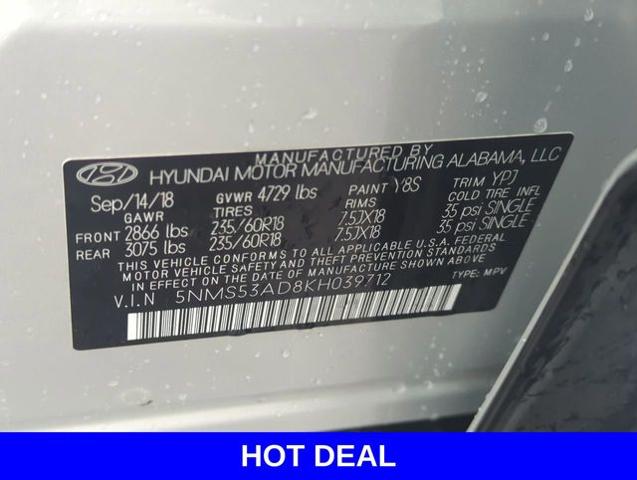 MANUFACTURED BY
HYUNDAI MOTOR MANUFACTURING ALABAMA, LLC
Sep/14/18 GVWR 4729 lbs PAINT Y8S TRIM YPJ
GAWR TIRES RIMS COLD TIRE INFL
FRONT 2866 lbs 235/60R18 7.5JX18 35 psi SINGLE
REAR 3075 lbs 235/60R18 7.5JX18 35 psi SINGLE
THIS VEHICLE CONFORMS TO ALL APPLICABLE U.S.A. FEDERAL
MOTOR VEHICLE SAFETY AND BUMPER PREVENTION STANDARDS
IN EFFECT ON THE DATE OF MANUFACTURE SHOWN ABOVE.
V.I.N 5NMS53AD8KH039712 TYPE: MPV
HOT DEAL